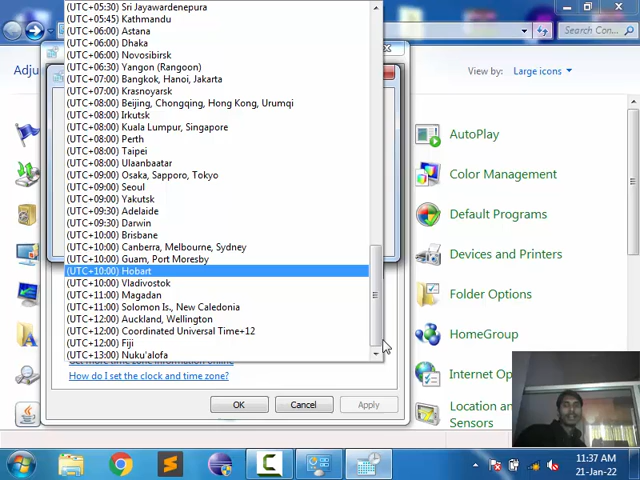 (UTC+05:30) Sri Jayawardenepura
(UTC+05:45) Kathmandu
(UTC+06:00) Astana
(UTC+06:00) Dhaka
(UTC+06:00) Novosibirsk
(UTC+06:30) Yangon (Rangoon)
(UTC+07:00) Bangkok, Hanoi, Jakarta
(UTC+07:00) Krasnoyarsk
(UTC+08:00) Beijing, Chongqing, Hong Kong, Urumqi
(UTC+08:00) Irkutsk
(UTC+08:00) Kuala Lumpur, Singapore
(UTC+08:00) Perth
(UTC+08:00) Taipei
(UTC+08:00) Ulaanbaatar
(UTC+09:00) Osaka, Sapporo, Tokyo
(UTC+09:00) Seoul
(UTC+09:00) Yakutsk
(UTC+09:30) Adelaide
(UTC+09:30) Darwin
(UTC+10:00) Brisbane
(UTC+10:00) Canberra, Melbourne, Sydney
(UTC+10:00) Guam, Port Moresby
(UTC+10:00) Hobart
(UTC+10:00) Vladivostok
(UTC+11:00) Magadan
(UTC+11:00) Solomon Is., New Caledonia
(UTC+12:00) Auckland, Wellington
(UTC+12:00) Coordinated Universal Time+12
(UTC+12:00) Fiji
(UTC+13:00) Nuku'alofa
How do I set the clock and time zone?
OK
Cancel
Apply
Search Con...
Adju
View by:
Large icons
AutoPlay
Color Management
Default Programs
Devices and Printers
Folder Options
HomeGroup
Internet Op
Location an
Sensors
11:37 AM
21-Jan-22